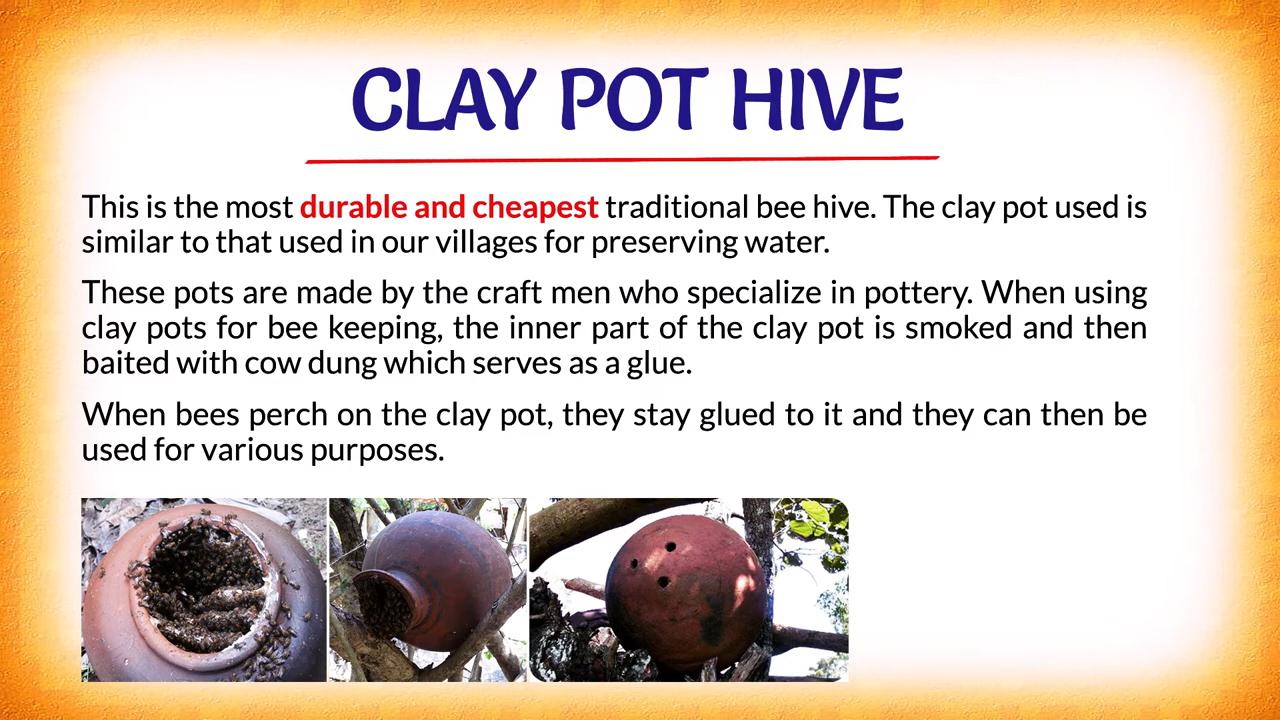 CLAY POT HIVE
This is the most durable and cheapest traditional bee hive. The clay pot used is
similar to that used in our villages for preserving water.
These pots are made by the craft men who specialize in pottery. When using
clay pots for bee keeping, the inner part of the clay pot is smoked and then
baited with cow dung which serves as a glue.
When bees perch on the clay pot, they stay glued to it and they can then be
used for various purposes.